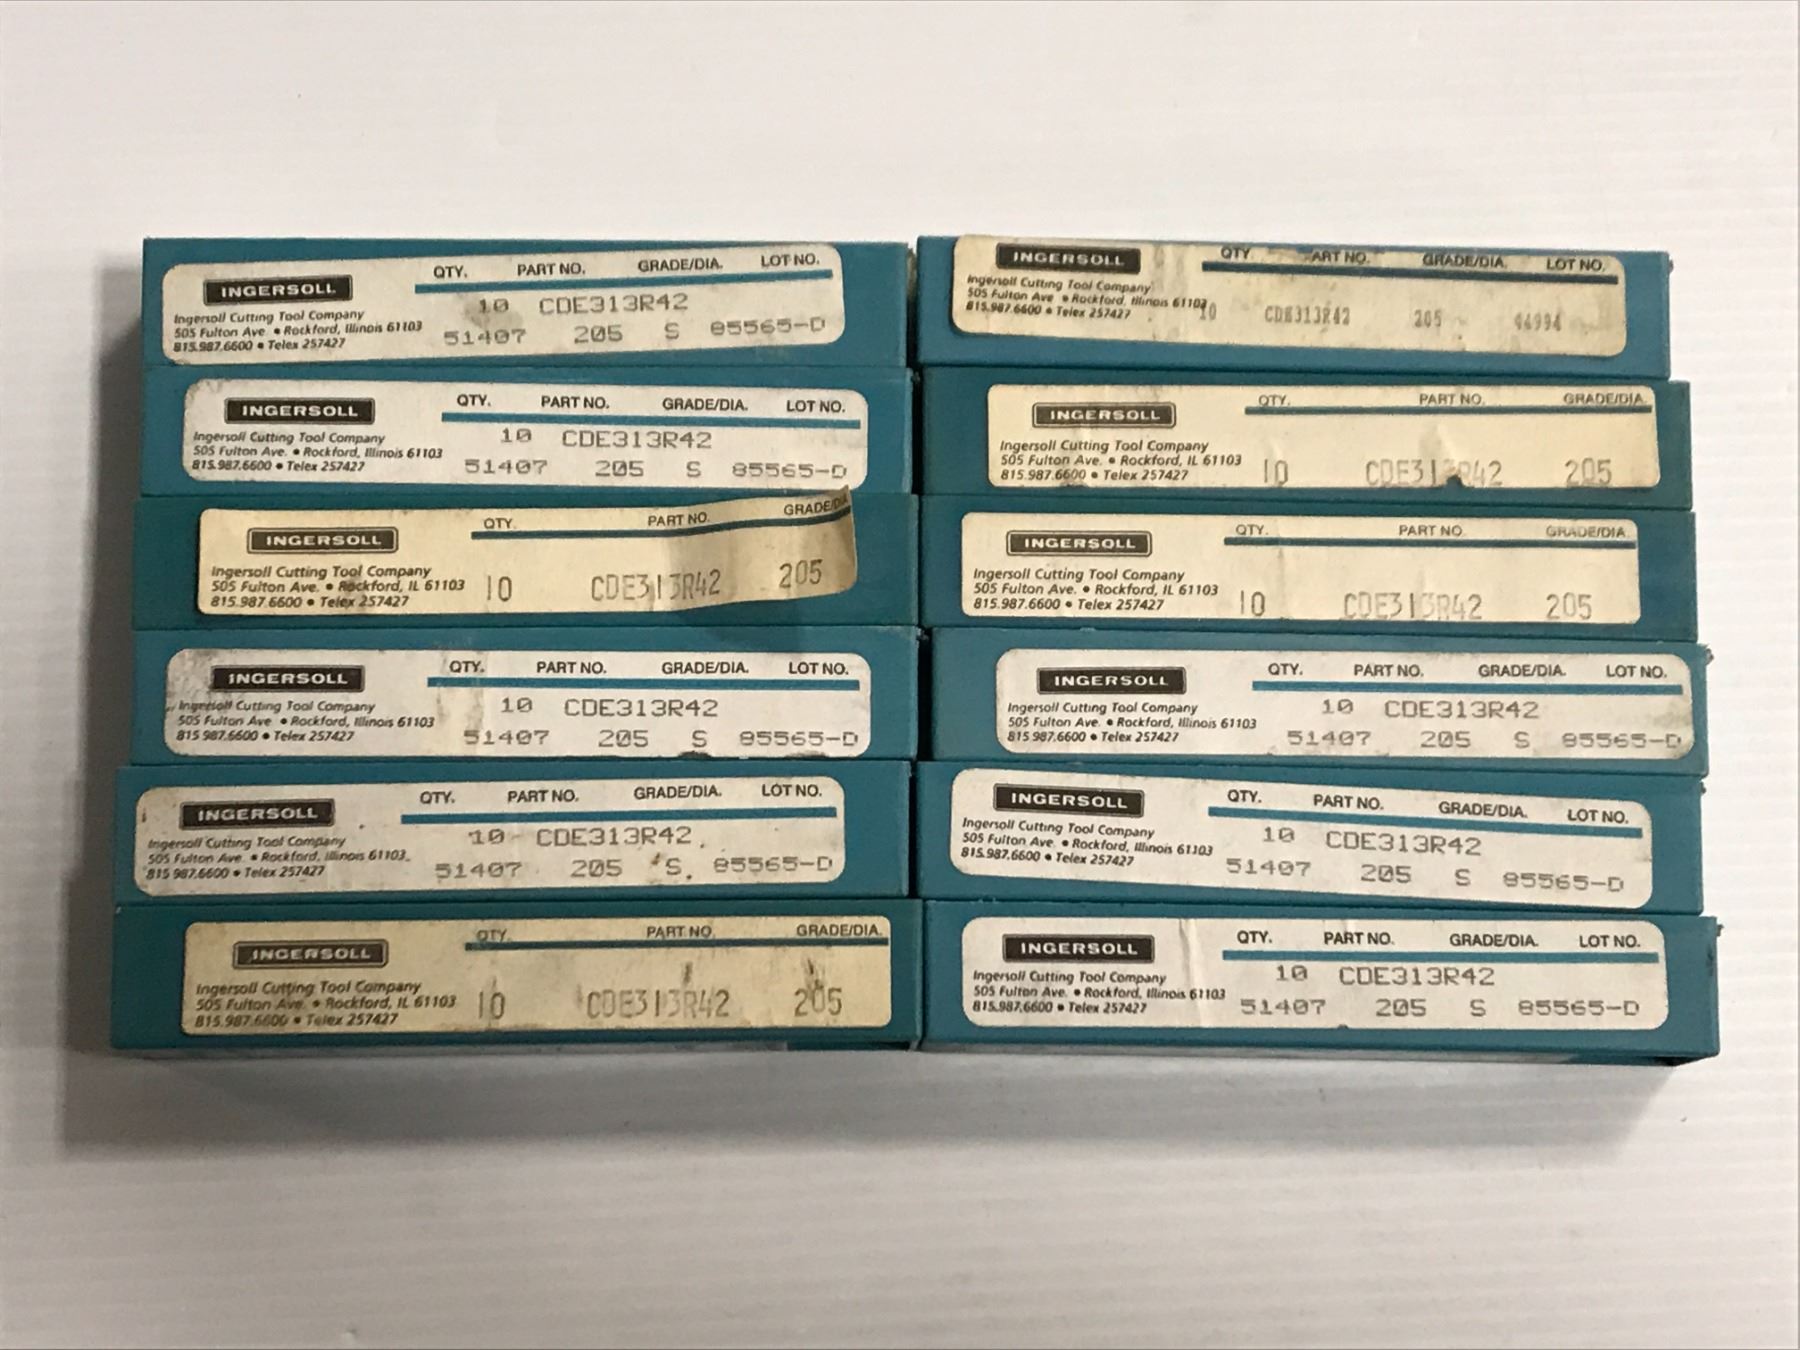 INGERSOLL
Ingersoll Cutting Tool Company
505 Fulton Ave. • Rockford, Illinois 61103
815.987.6600 • Telex 257427
QTY. PART NO. GRADE/DIA. LOT NO.
10 CDE313R42
51407 205 S 85565-D
INGERSOLL
Ingersoll Cutting Tool Company
505 Fulton Ave. • Rockford, Illinois 61103
815.987.6600 • Telex 257427
QTY. PART NO. GRADE/DIA. LOT NO.
10 CDE313R42
51407 205 S 85565-D
INGERSOLL
Ingersoll Cutting Tool Company
505 Fulton Ave. • Rockford, IL 61103
815.987.6600 • Telex 257427
QTY. PART NO. GRADE/DIA
10 CDE313R42 205
INGERSOLL
Ingersoll Cutting Tool Company
505 Fulton Ave • Rockford, Illinois 61103
815 987.6600 • Telex 257427
QTY. PART NO. GRADE/DIA. LOT NO.
10 CDE313R42
51407 205 S 85565-D
INGERSOLL
Ingersoll Cutting Tool Company
505 Fulton Ave. • Rockford, Illinois 61103
815 987.6600 • Telex 257427
QTY. PART NO. GRADE/DIA. LOT NO.
10 CDE313R42
51407 205 S 85565-D
INGERSOLL
Ingersoll Cutting Tool Company
505 Fulton Ave. • Rockford, IL 61103
815.987.6600 • Telex 257427
QTY. PART NO. GRADE/DIA.
10 CDE313R42 205
INGERSOLL
Ingersoll Cutting Tool Company
505 Fulton Ave • Rockford, Illinois 61103
815.987.6600 • Telex 257427
QTY PART NO. GRADE/DIA. LOT NO.
10 CDE313R42 205 44994
INGERSOLL
Ingersoll Cutting Tool Company
505 Fulton Ave. • Rockford, IL 61103
815.987.6600 • Telex 257427
QTY. PART NO. GRADE/DIA.
10 CDE313R42 205
INGERSOLL
Ingersoll Cutting Tool Company
505 Fulton Ave. • Rockford, IL 61103
815.987.6600 • Telex 257427
QTY. PART NO. GRADE/DIA.
10 CDE313R42 205
INGERSOLL
Ingersoll Cutting Tool Company
505 Fulton Ave. • Rockford, Illinois 61103
815 987.6600 • Telex 257427
QTY. PART NO. GRADE/DIA. LOT NO.
10 CDE313R42
51407 205 S 85565-D
INGERSOLL
Ingersoll Cutting Tool Company
505 Fulton Ave. • Rockford, Illinois 61103
815.987.6600 • Telex 257427
QTY. PART NO. GRADE/DIA. LOT NO.
10 CDE313R42
51407 205 S 85565-D
INGERSOLL
Ingersoll Cutting Tool Company
505 Fulton Ave. • Rockford, Illinois 61103
815.987.6600 • Telex 257427
QTY. PART NO. GRADE/DIA. LOT NO.
10 CDE313R42
51407 205 S 85565-D